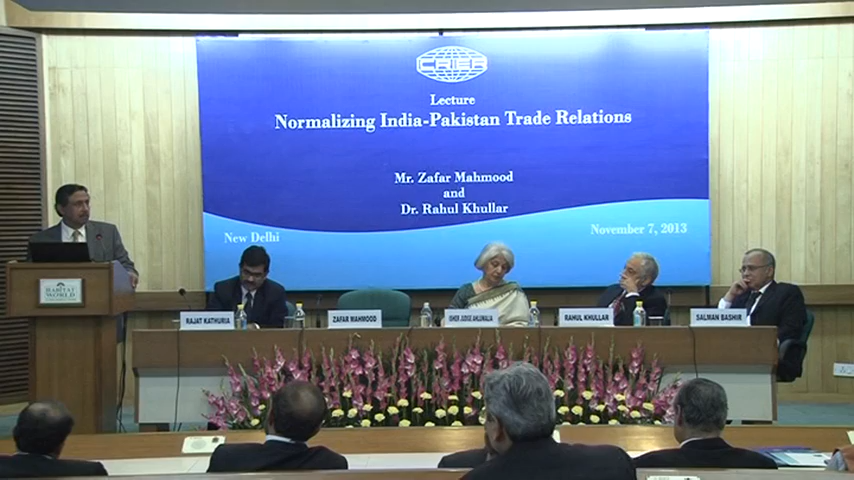 ICRIER
Lecture
Normalizing India-Pakistan Trade Relations
Mr. Zafar Mahmood
and
Dr. Rahul Khullar
New Delhi
November 7, 2013
HABITAT
WORLD
RAJAT KATHURIA
ZAFAR MAHMOOD
ISHER JUDGE AHLUWALIA
RAHUL KHULLAR
SALMAN BASHIR